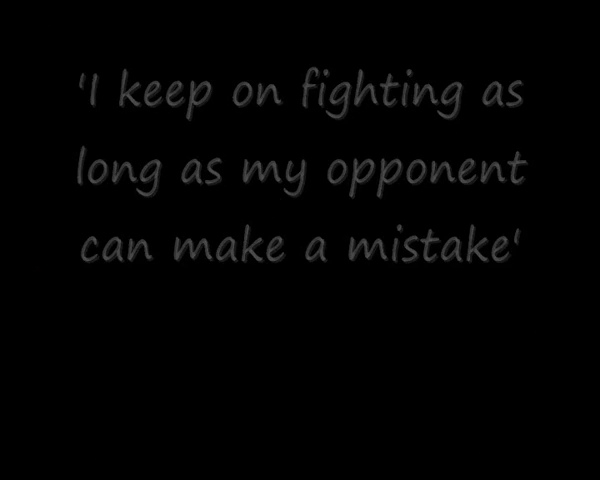 'I keep on fighting as
long as my opponent
can make a mistake'